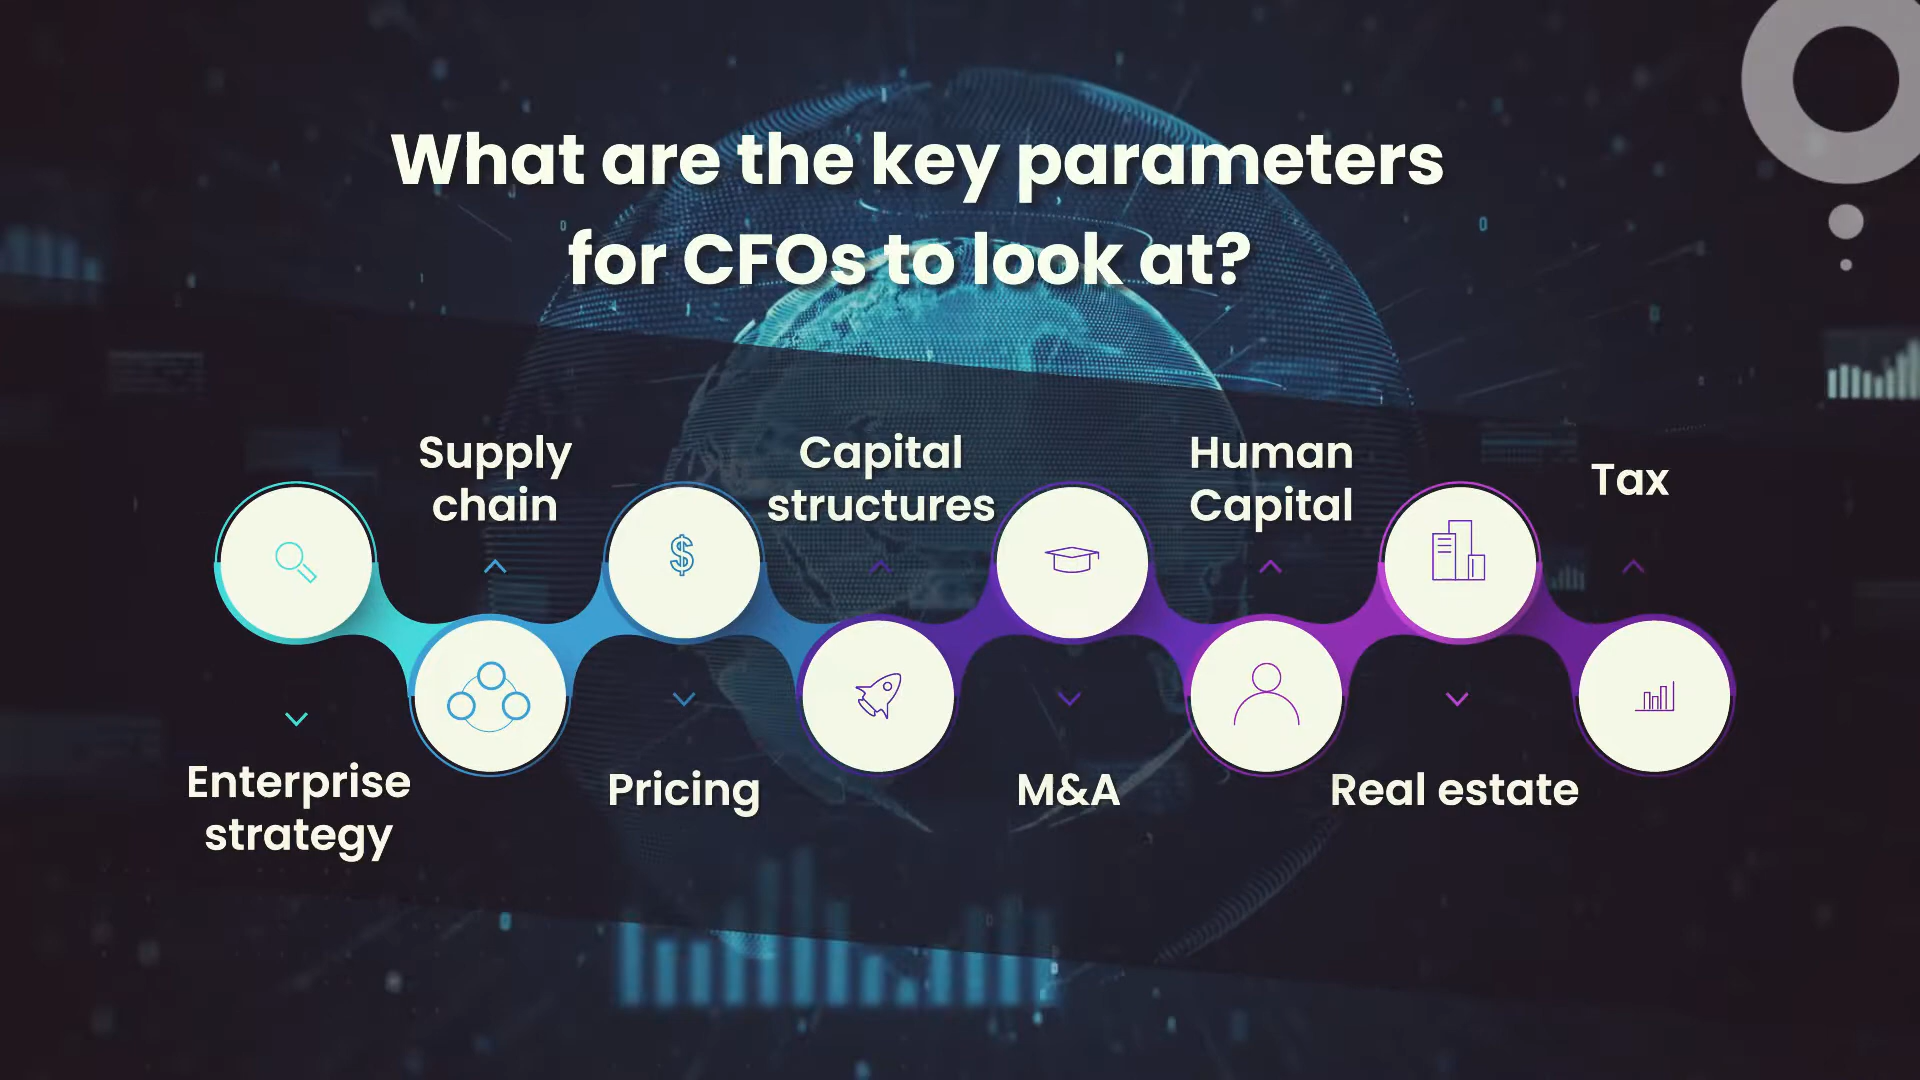 What are the key parameters
for CFOs to look at?
Enterprise
strategy
Supply
chain
Pricing
Capital
structures
M&A
Human
Capital
Real estate
Tax